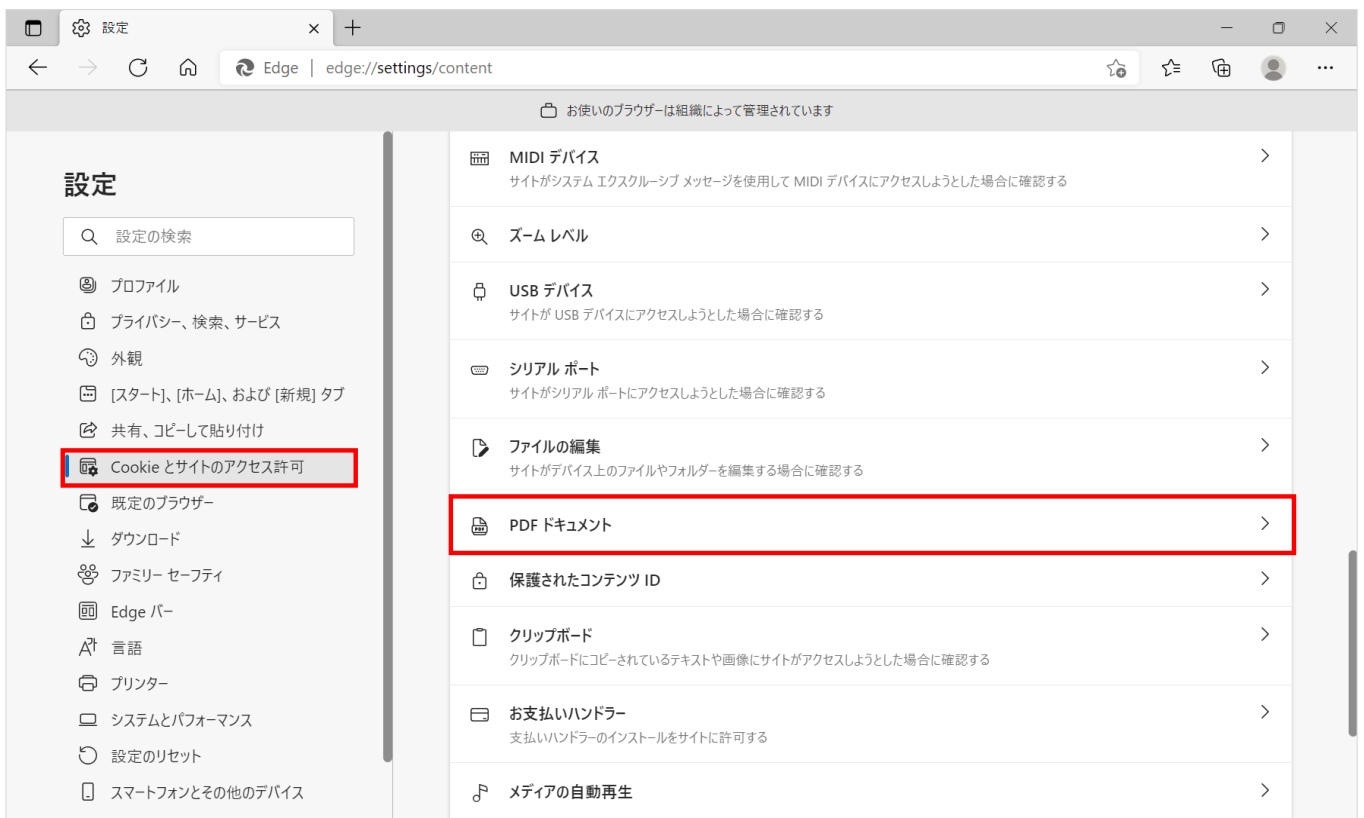 設定
Edge | edge://settings/content
お使いのブラウザーは組織によって管理されています
設定
設定の検索
プロファイル
プライバシー、検索、サービス
外観
[スタート]、[ホーム]、および [新規] タブ
共有、コピーして貼り付け
Cookie とサイトのアクセス許可
既定のブラウザー
ダウンロード
ファミリー セーフティ
Edge バー
言語
プリンター
システムとパフォーマンス
設定のリセット
スマートフォンとその他のデバイス
MIDI デバイス
サイトがシステム エクスクルーシブ メッセージを使用して MIDI デバイスにアクセスしようとした場合に確認する
ズーム レベル
USB デバイス
サイトが USB デバイスにアクセスしようとした場合に確認する
シリアル ポート
サイトがシリアル ポートにアクセスしようとした場合に確認する
ファイルの編集
サイトがデバイス上のファイルやフォルダーを編集する場合に確認する
PDF ドキュメント
保護されたコンテンツ ID
クリップボード
クリップボードにコピーされているテキストや画像にサイトがアクセスしようとした場合に確認する
お支払いハンドラー
支払いハンドラーのインストールをサイトに許可する
メディアの自動再生